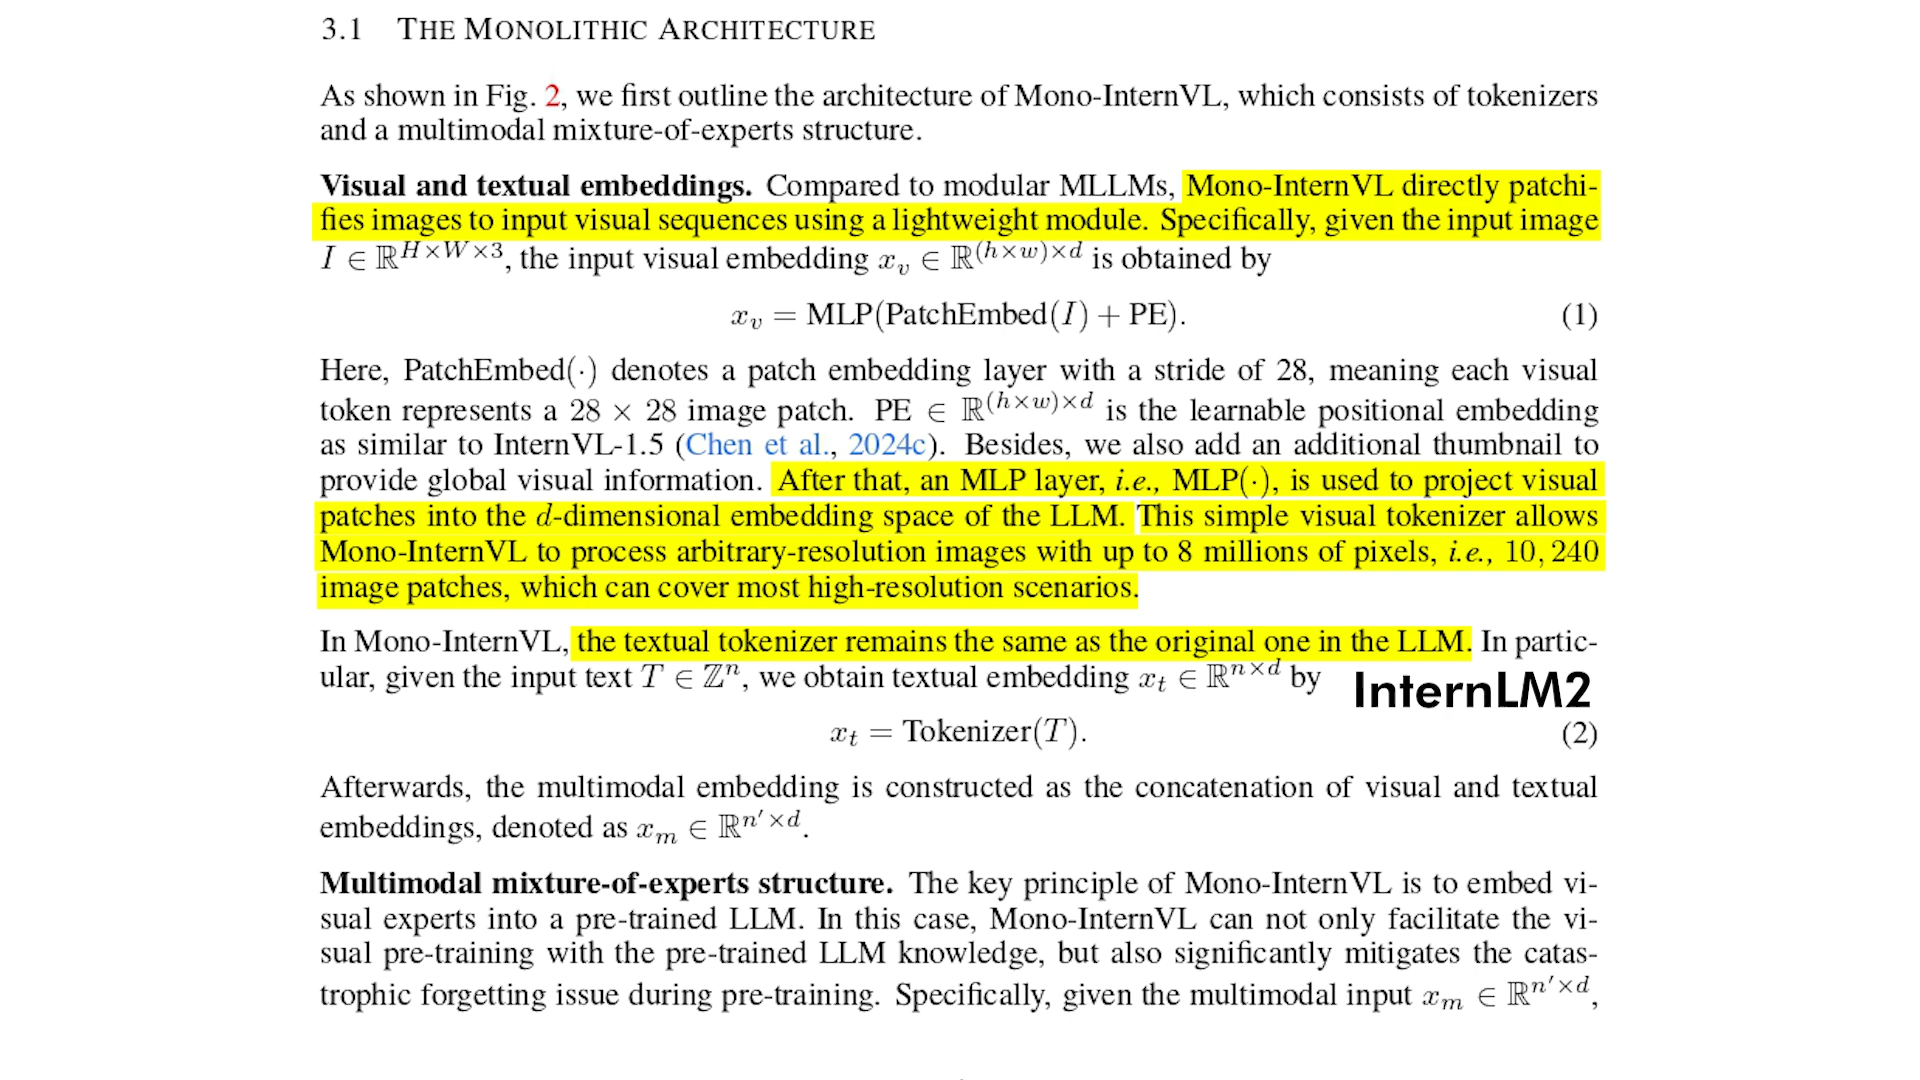 3.1 THE MONOLITHIC ARCHITECTURE
As shown in Fig. 2, we first outline the architecture of Mono-InternVL, which consists of tokenizers
and a multimodal mixture-of-experts structure.
Visual and textual embeddings. Compared to modular MLLMs, Mono-InternVL directly patchi-
fies images to input visual sequences using a lightweight module. Specifically, given the input image
I ∈ ℝ^{H×W×3}, the input visual embedding x_v ∈ ℝ^{(h×w)×d} is obtained by
x_v = MLP(PatchEmbed(I) + PE). (1)
Here, PatchEmbed(·) denotes a patch embedding layer with a stride of 28, meaning each visual
token represents a 28 × 28 image patch. PE ∈ ℝ^{(h×w)×d} is the learnable positional embedding
as similar to InternVL-1.5 (Chen et al., 2024c). Besides, we also add an additional thumbnail to
provide global visual information. After that, an MLP layer, i.e., MLP(·), is used to project visual
patches into the d-dimensional embedding space of the LLM. This simple visual tokenizer allows
Mono-InternVL to process arbitrary-resolution images with up to 8 millions of pixels, i.e., 10, 240
image patches, which can cover most high-resolution scenarios.
In Mono-InternVL, the textual tokenizer remains the same as the original one in the LLM. In partic-
ular, given the input text T ∈ ℤ^n, we obtain textual embedding x_t ∈ ℝ^{n×d} by
InternLM2
x_t = Tokenizer(T). (2)
Afterwards, the multimodal embedding is constructed as the concatenation of visual and textual
embeddings, denoted as x_m ∈ ℝ^{n′×d}.
Multimodal mixture-of-experts structure. The key principle of Mono-InternVL is to embed vi-
sual experts into a pre-trained LLM. In this case, Mono-InternVL can not only facilitate the vi-
sual pre-training with the pre-trained LLM knowledge, but also significantly mitigates the catas-
trophic forgetting issue during pre-training. Specifically, given the multimodal input x_m ∈ ℝ^{n′×d},